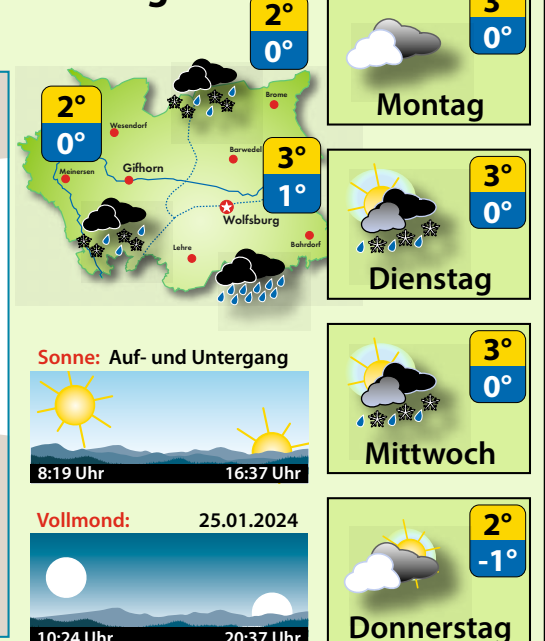 2°
0°
2°
0°
Brome
Wesendorf
Barwedel
3°
1°
Meinersen
Gifhorn
Wolfsburg
Lehre
Bahrdorf
Sonne: Auf- und Untergang
8:19 Uhr 16:37 Uhr
Vollmond: 25.01.2024
10:24 Uhr 20:37 Uhr
3°
0°
Montag
3°
0°
Dienstag
3°
0°
Mittwoch
2°
-1°
Donnerstag